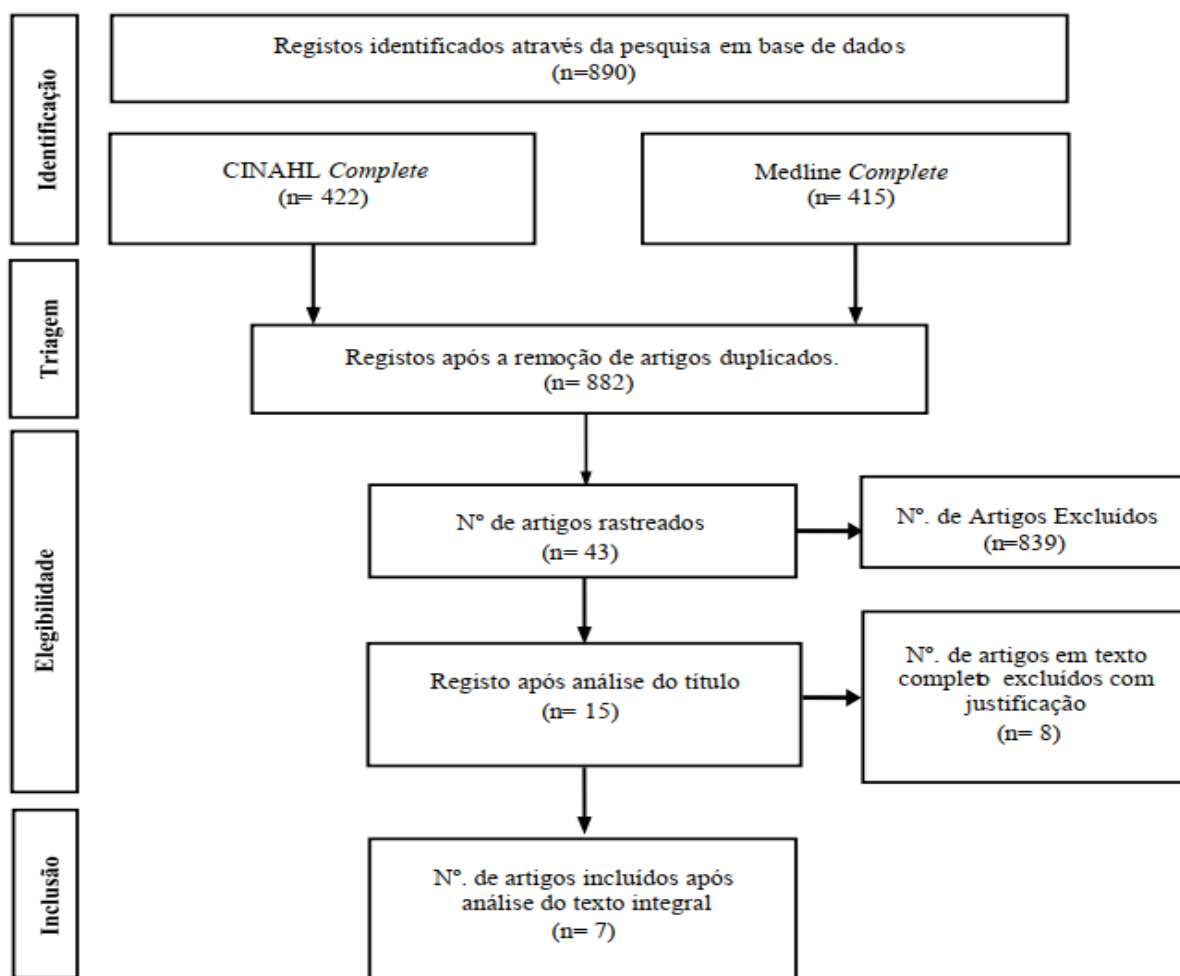 Identificação
Registos identificados através da pesquisa em base de dados
(n=890)
CINAHL Complete
(n= 422)
Medline Complete
(n= 415)
Triagem
Registos após a remoção de artigos duplicados.
(n= 882)
Elegibilidade
Nº de artigos rastreados
(n= 43)
Nº. de Artigos Excluídos
(n=839)
Registo após análise do título
(n= 15)
Nº. de artigos em texto
completo excluídos com
justificação
(n= 8)
Inclusão
Nº. de artigos incluídos após
análise do texto integral
(n= 7)